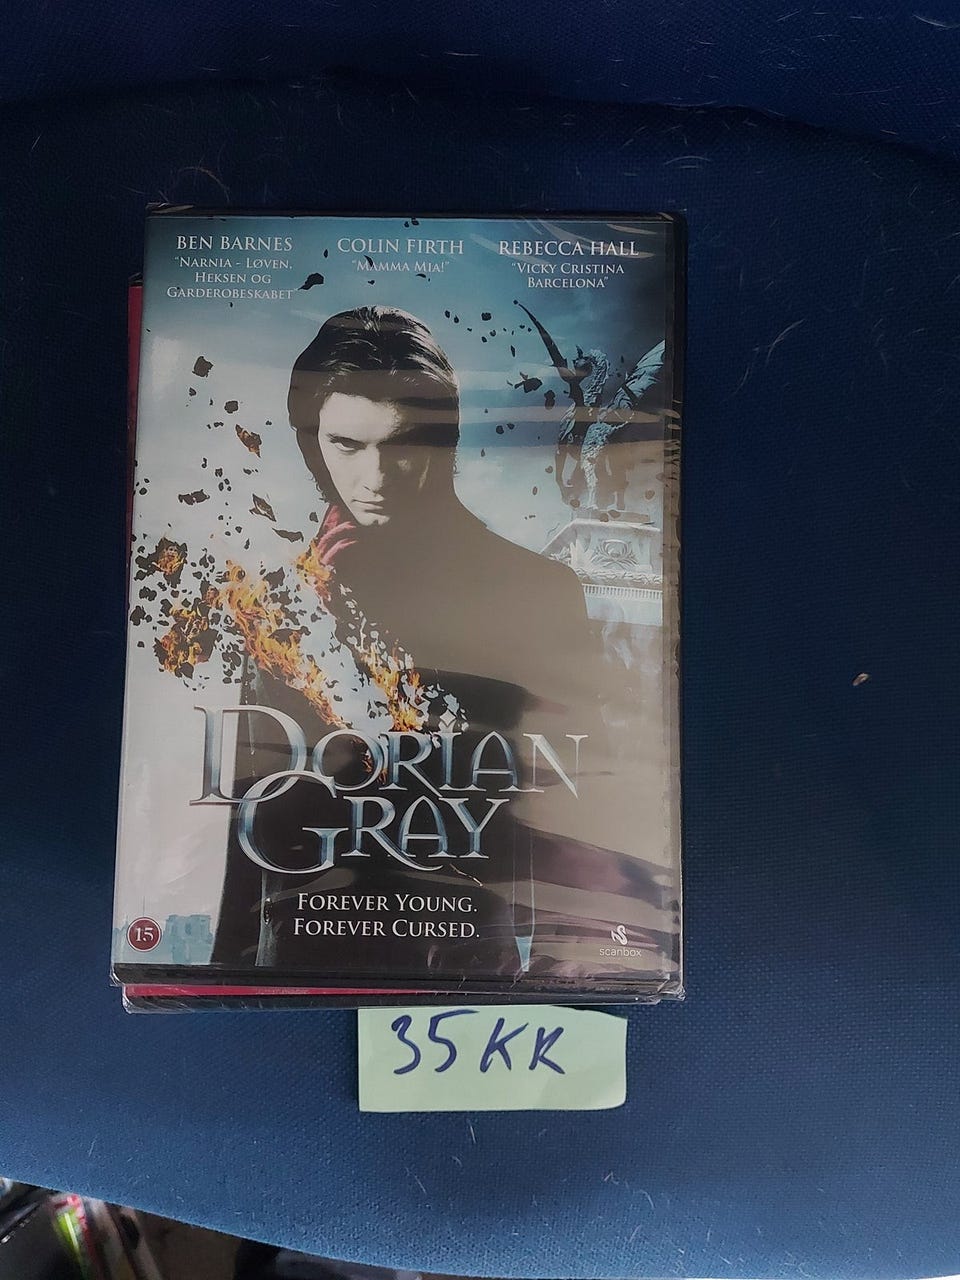 BEN BARNES
"NARNIA - LØVEN,
HEKSEN OG
GARDEROBESKABET"
COLIN FIRTH
"MAMMA MIA!"
REBECCA HALL
"VICKY CRISTINA
BARCELONA"
DORIAN
GRAY
FOREVER YOUNG.
FOREVER CURSED.
15
scanbox
35 KR